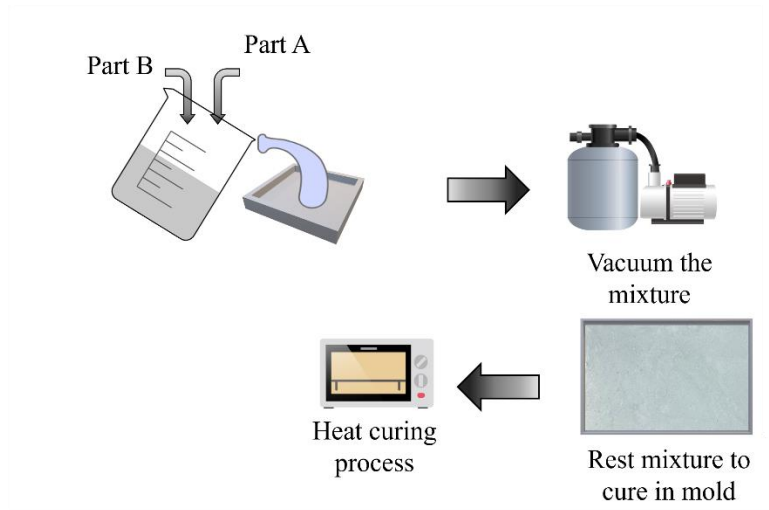 Part B
Part A
Vacuum the
mixture
Rest mixture to
cure in mold
Heat curing
process